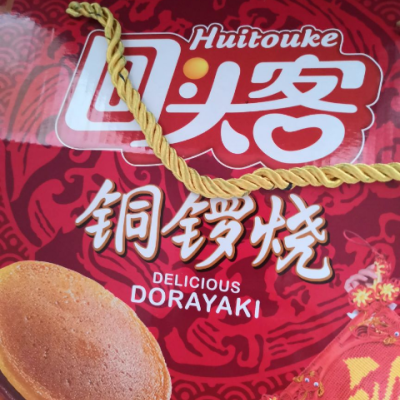 Huitouke
回头客
铜锣烧
DELICIOUS
DORAYAKI